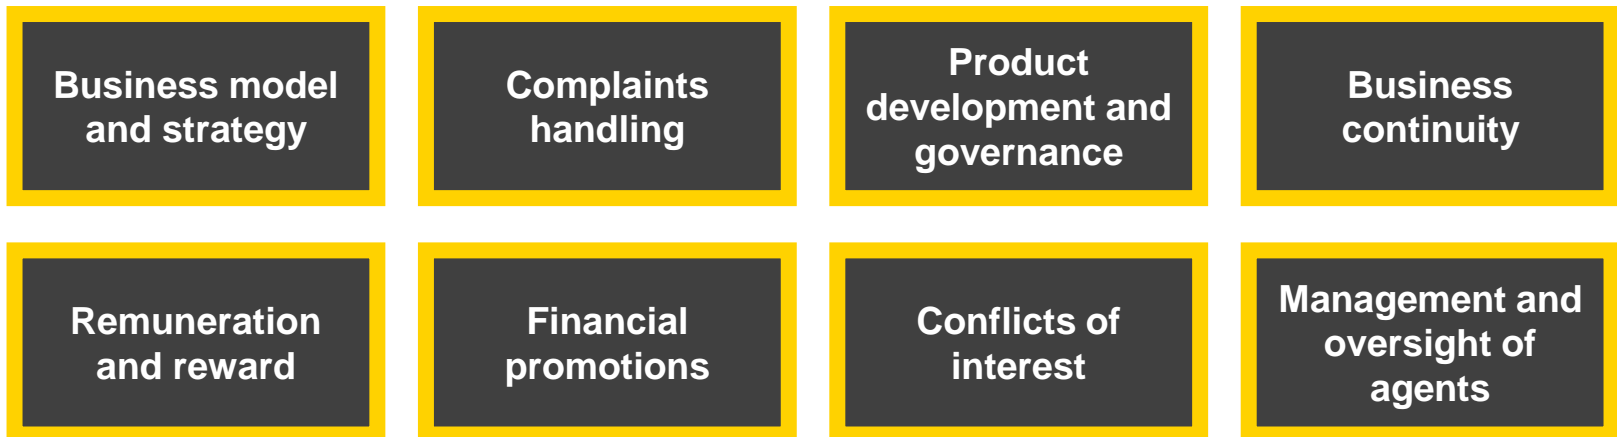 Business model
and strategy
Complaints
handling
Product
development and
governance
Business
continuity
Remuneration
and reward
Financial
promotions
Conflicts of
interest
Management and
oversight of
agents